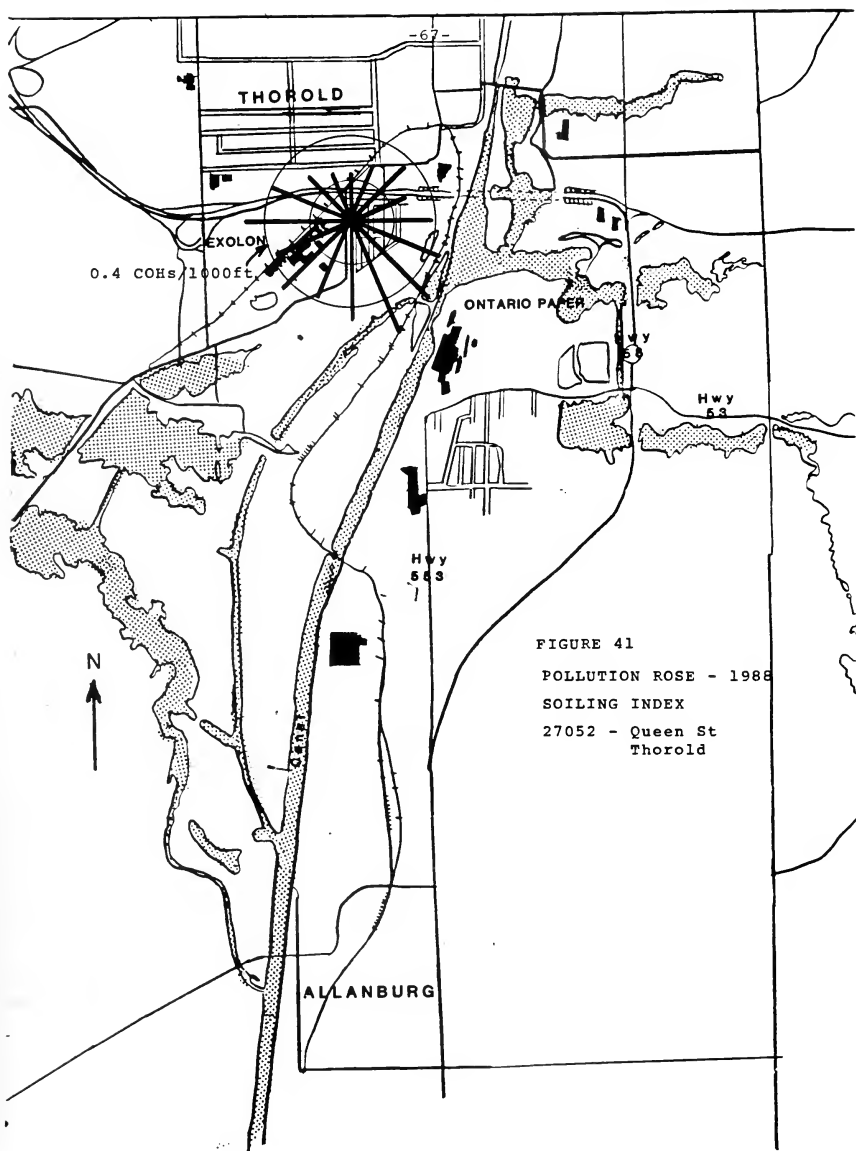 -67-
THOROLD
EXOLON
0.4 COHs/1000ft
ONTARIO PAPER
Hwy
58
Hwy
53
Hwy
553
N
Canal
FIGURE 41
POLLUTION ROSE - 1988
SOILING INDEX
27052 - Queen St
Thorold
ALLANBURG